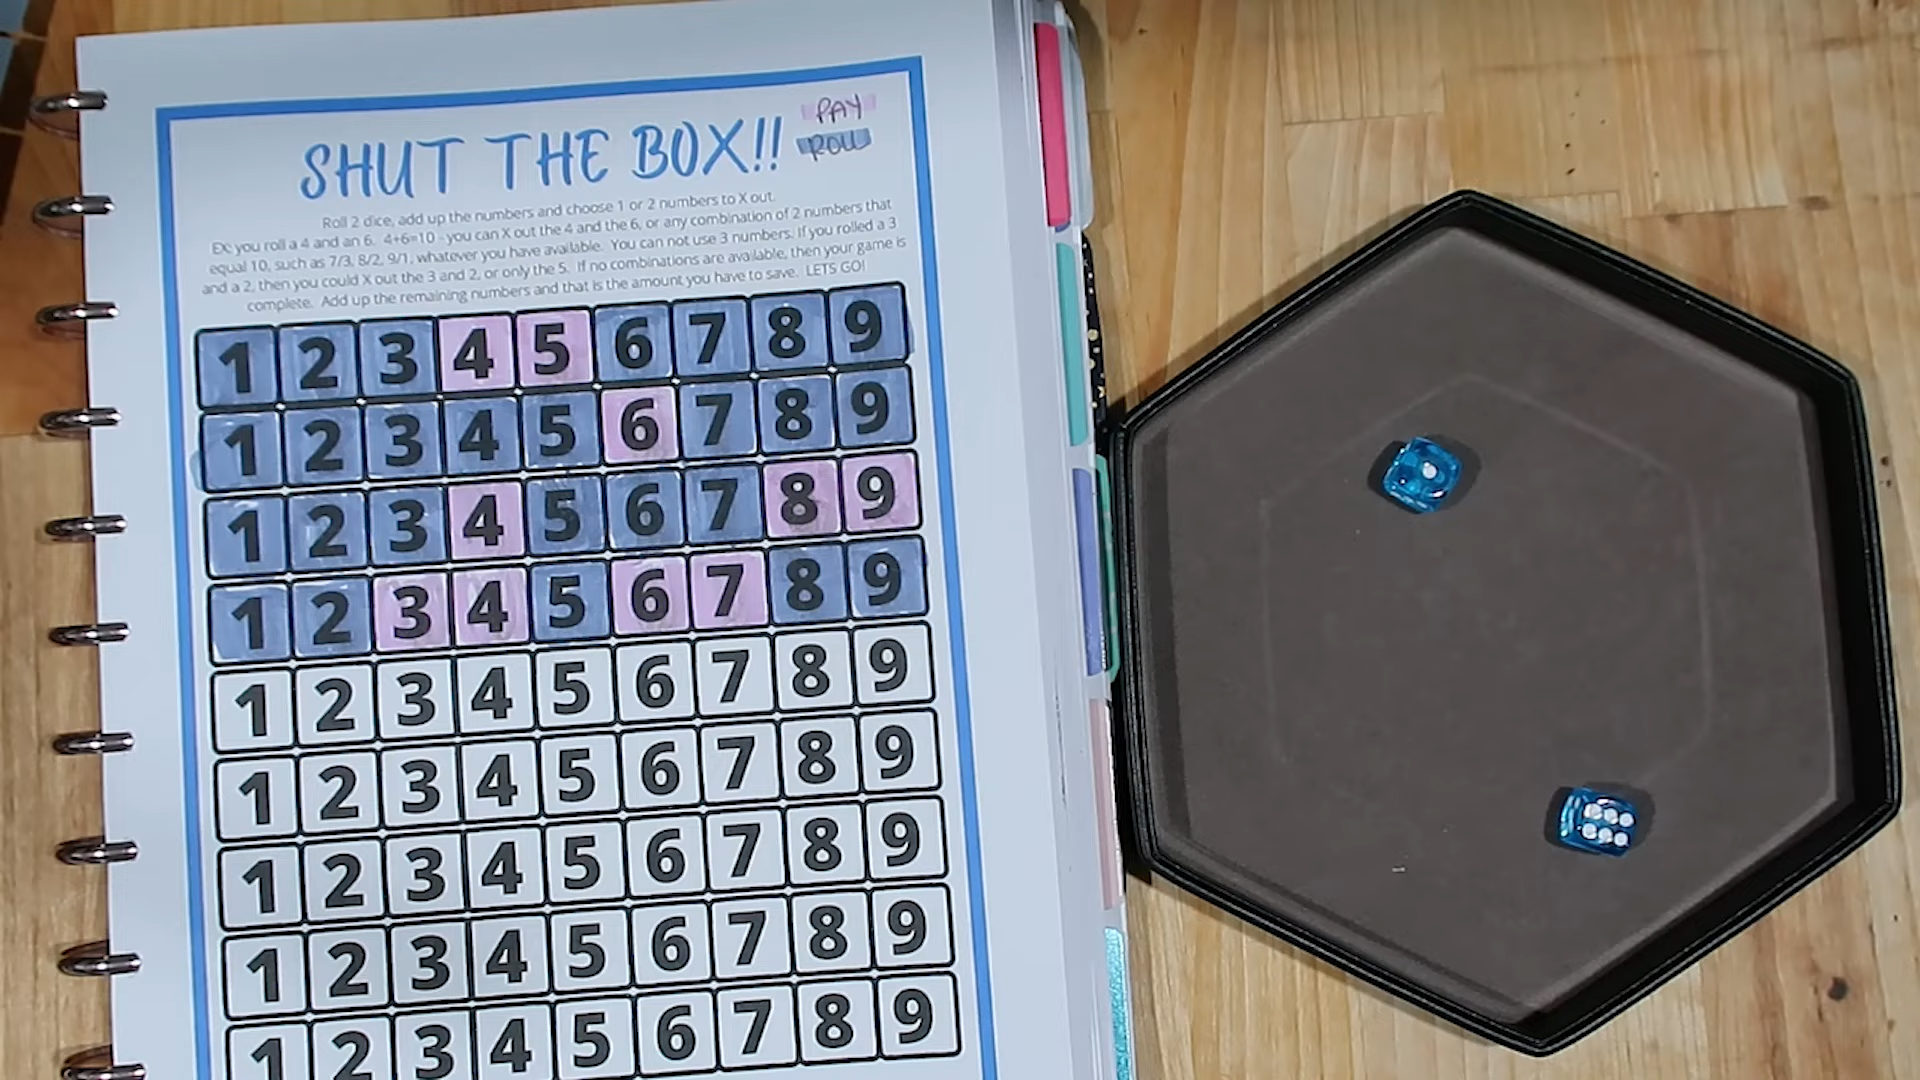 PAY
SHUT THE BOX!!
ROLL
Roll 2 dice, add up the numbers and choose 1 or 2 numbers to X out.
Ex: you roll a 4 and an 6. 4+6=10 - you can X out the 4 and the 6, or any combination of 2 numbers that
equal 10, such as 7/3, 8/2, 9/1, whatever you have available. You can not use 3 numbers. If you rolled a 3
and a 2, then you could X out the 3 and 2, or only the 5. If no combinations are available, then your game is
complete. Add up the remaining numbers and that is the amount you have to save. LETS GO!
1 2 3 4 5 6 7 8 9
1 2 3 4 5 6 7 8 9
1 2 3 4 5 6 7 8 9
1 2 3 4 5 6 7 8 9
1 2 3 4 5 6 7 8 9
1 2 3 4 5 6 7 8 9
1 2 3 4 5 6 7 8 9
1 2 3 4 5 6 7 8 9
1 2 3 4 5 6 7 8 9